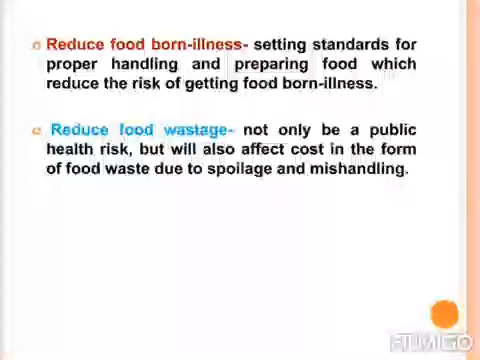 Reduce food born-illness- setting standards for
proper handling and preparing food which
reduce the risk of getting food born-illness.
Reduce food wastage- not only be a public
health risk, but will also affect cost in the form
of food waste due to spoilage and mishandling.